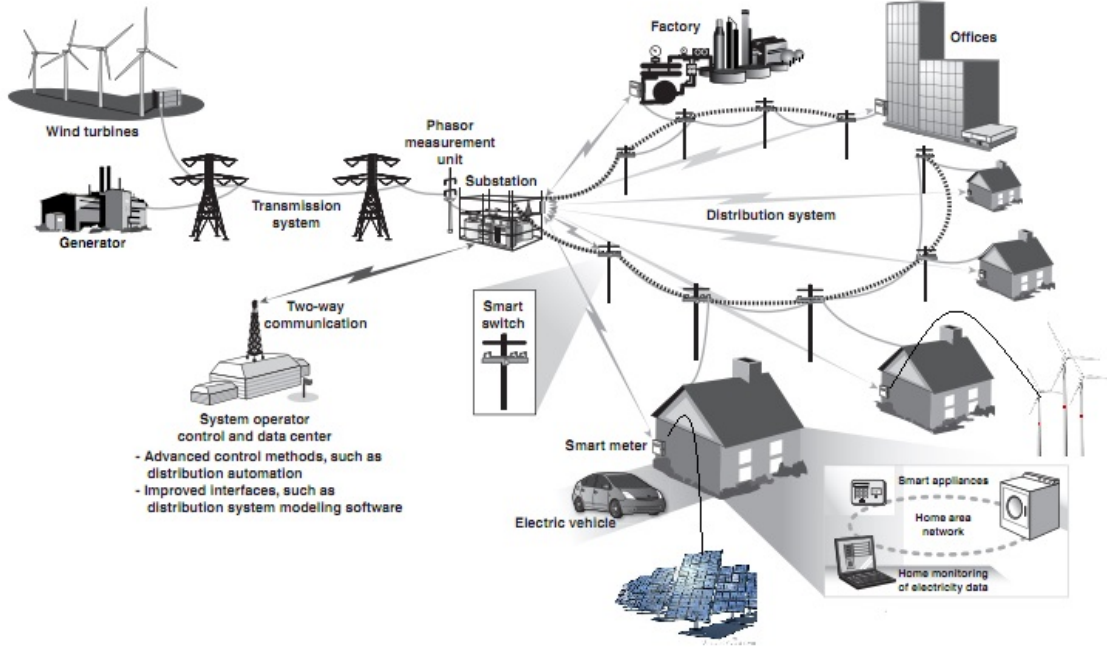 Factory
Offices
Wind turbines
Phasor
measurement
unit
Substation
Transmission
system
Generator
Distribution system
Two-way
communication
Smart
switch
System operator
control and data center
- Advanced control methods, such as
distribution automation
- Improved interfaces, such as
distribution system modeling software
Smart meter
Electric vehicle
Smart appliances
Home area
network
Home monitoring
of electricity data